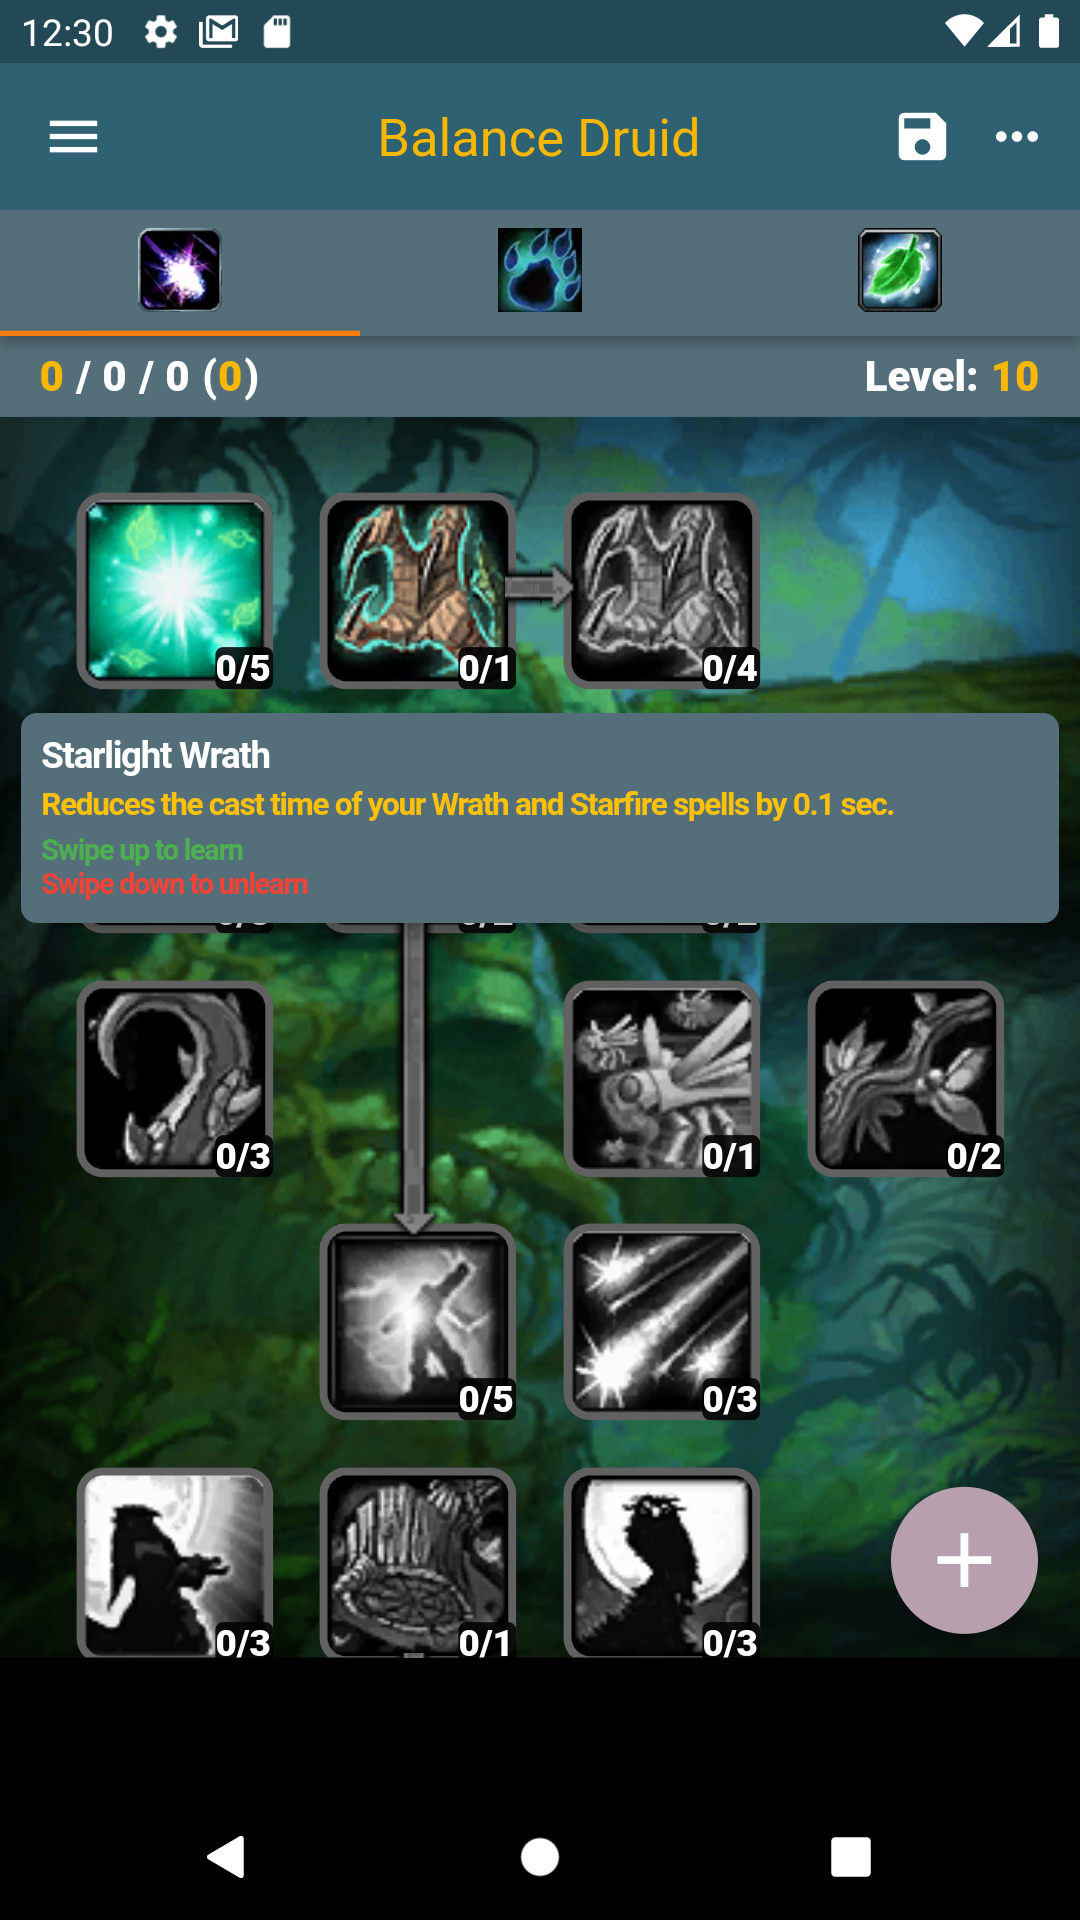 12:30
Balance Druid
0 / 0 / 0 (0)
Level: 10
0/5
0/1
0/4
Starlight Wrath
Reduces the cast time of your Wrath and Starfire spells by 0.1 sec.
Swipe up to learn
Swipe down to unlearn
0/3
0/1
0/2
0/5
0/3
0/3
0/1
0/3